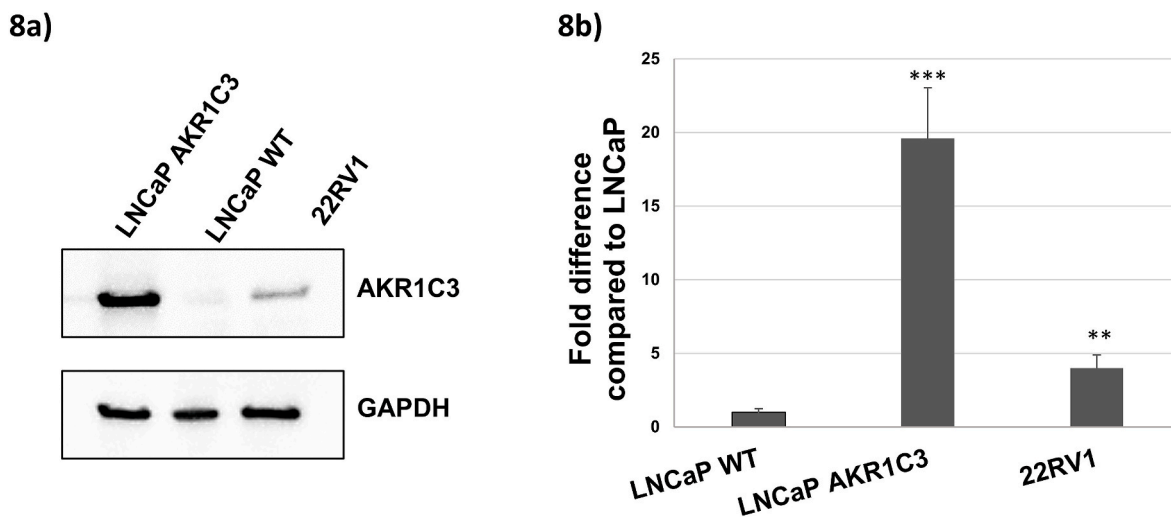 8a)
LNCaP AKR1C3
LNCaP WT
22RV1
AKR1C3
GAPDH
8b)
Fold difference
compared to LNCaP
25
20
15
10
5
0
***
**
LNCaP WT
LNCaP AKR1C3
22RV1